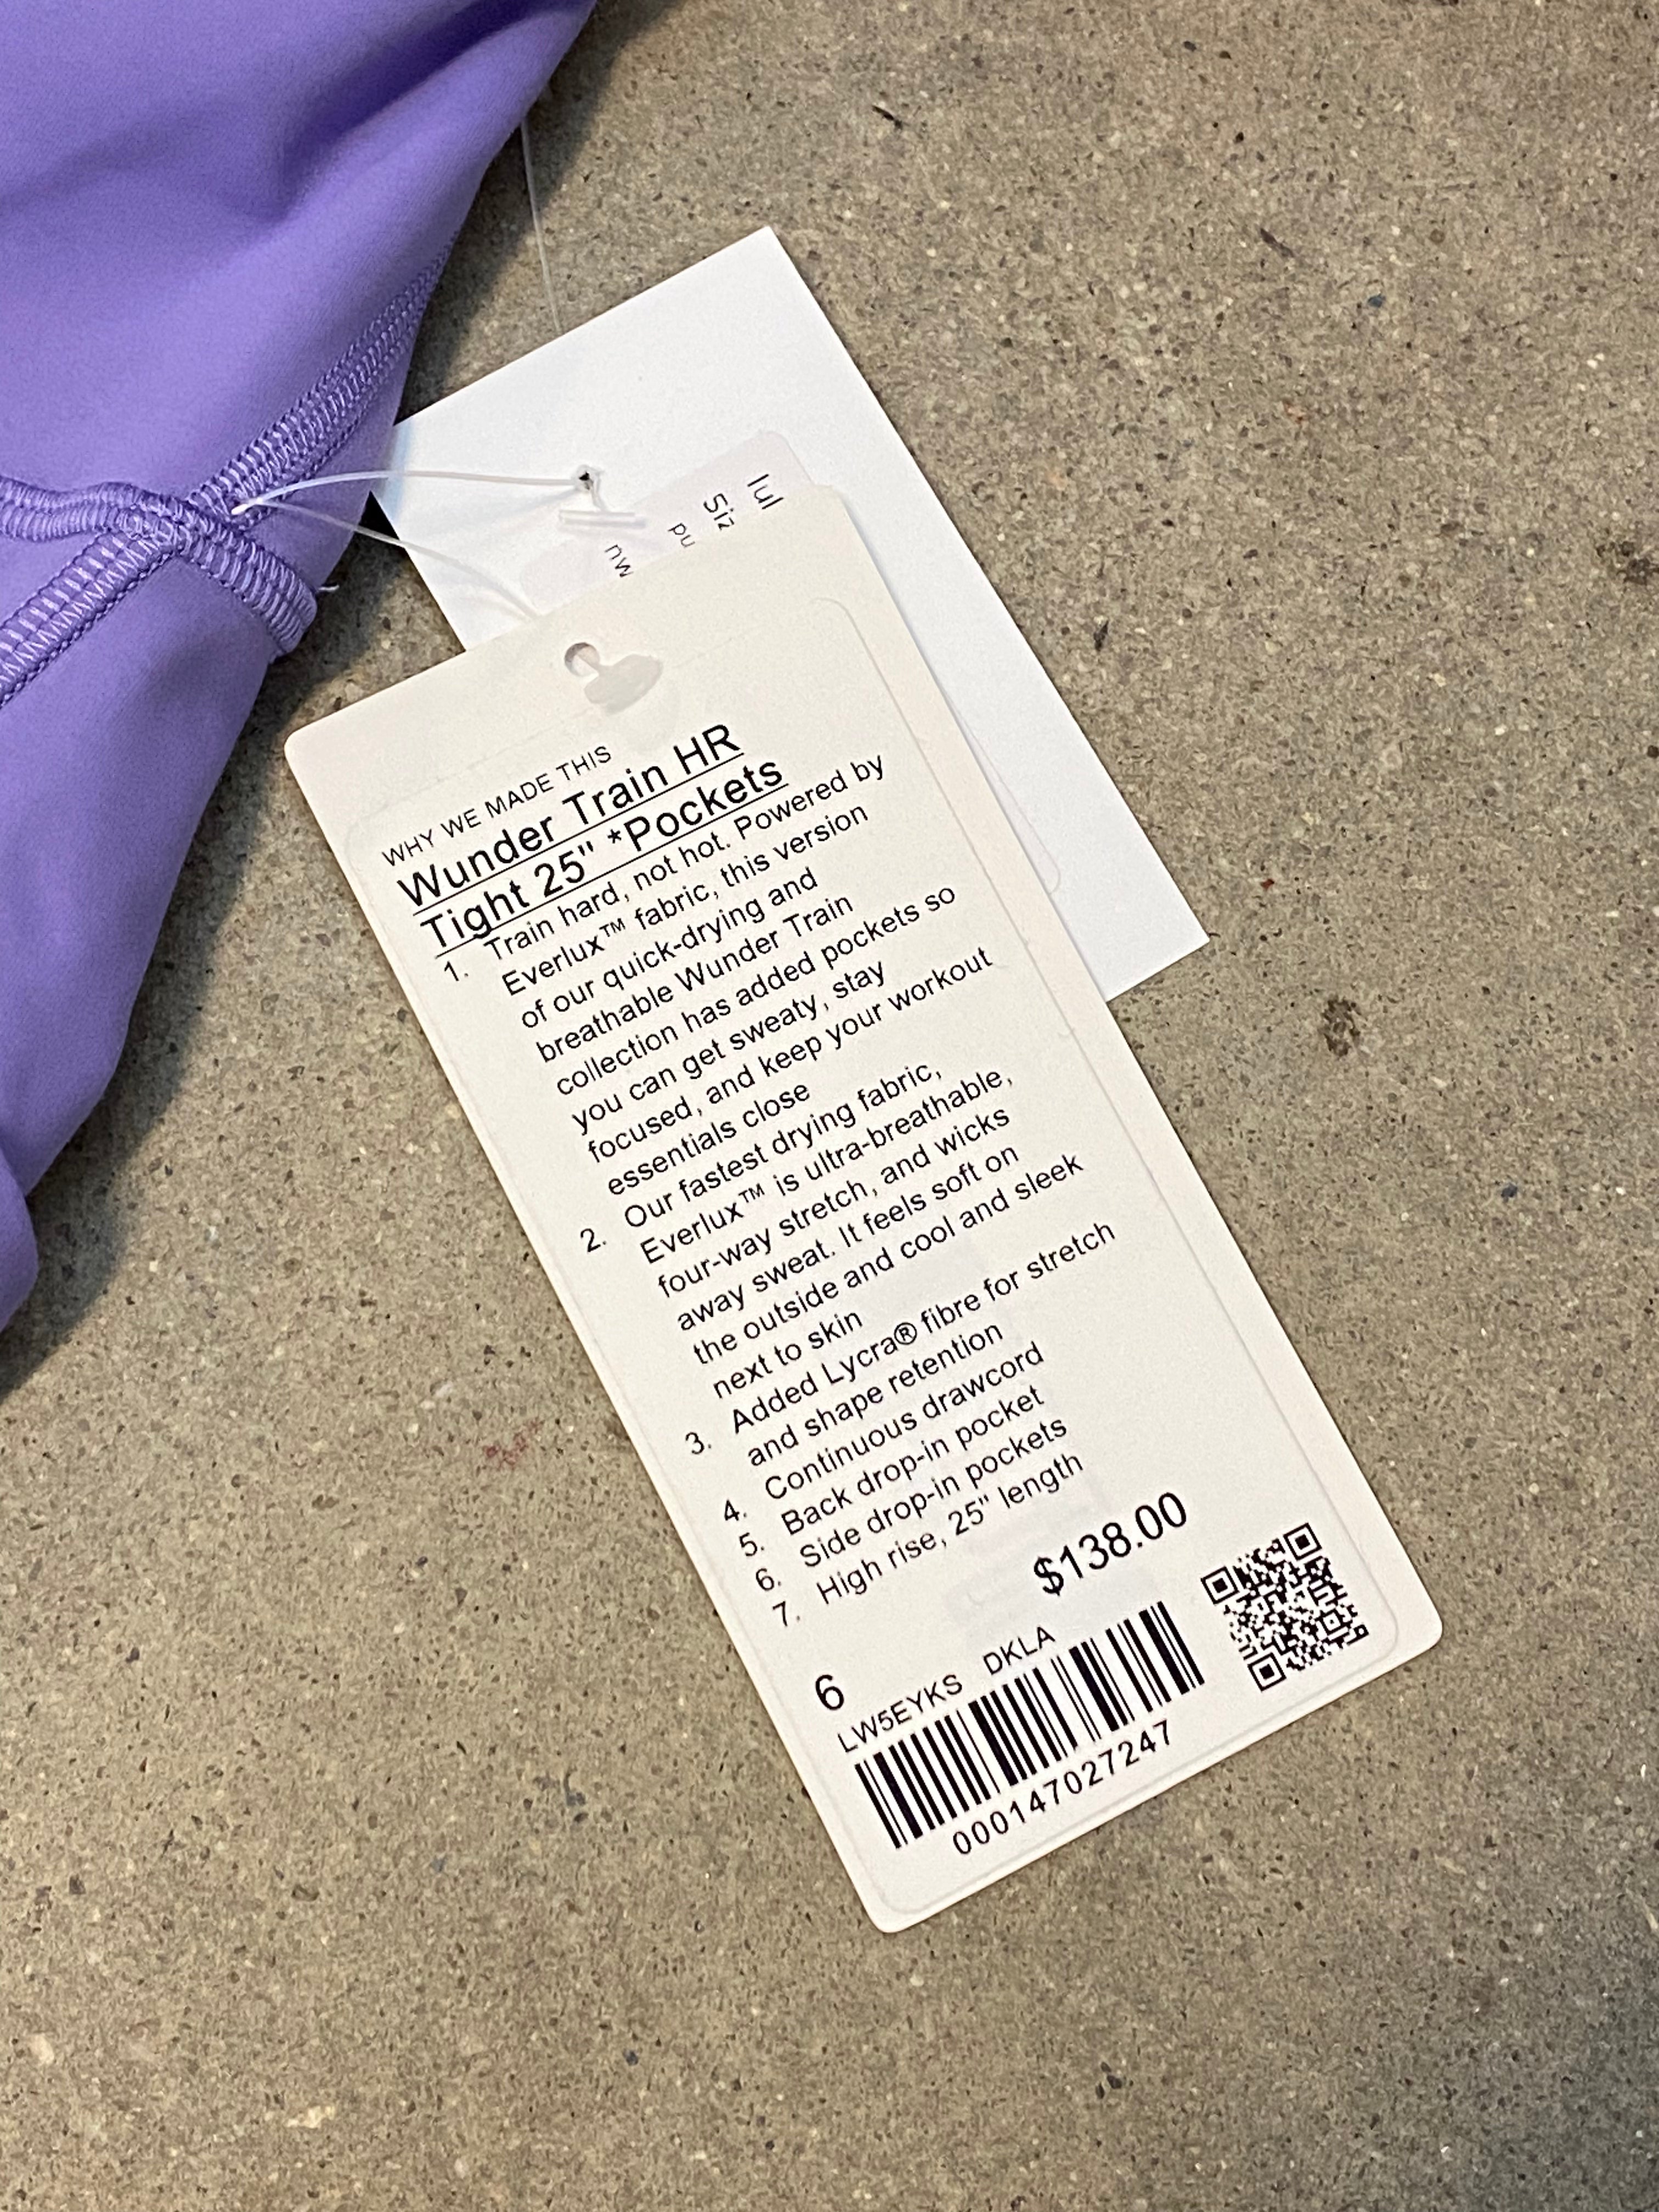 lul
Siz
pu
nw
WHY WE MADE THIS
Wunder Train HR
Tight 25" *Pockets
1. Train hard, not hot. Powered by
Everlux™ fabric, this version
of our quick-drying and
breathable Wunder Train
collection has added pockets so
you can get sweaty, stay
focused, and keep your workout
essentials close
2. Our fastest drying fabric,
Everlux™ is ultra-breathable,
four-way stretch, and wicks
away sweat. It feels soft on
the outside and cool and sleek
next to skin
3. Added Lycra® fibre for stretch
and shape retention
4. Continuous drawcord
5. Back drop-in pocket
6. Side drop-in pockets
7. High rise, 25" length
$138.00
6
LW5EYKS DKLA
000147027247